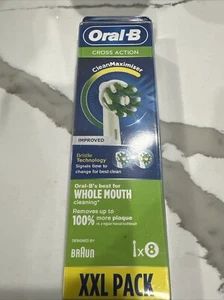 Oral-B
CROSS ACTION
CleanMaximiser
IMPROVED
Bristle
Technology
Signals time to
change for best clean
Oral-B's best for
WHOLE MOUTH
cleaning*
Removes up to
100% more plaque
DESIGNED BY
BRAUN
x8
XXL PACK